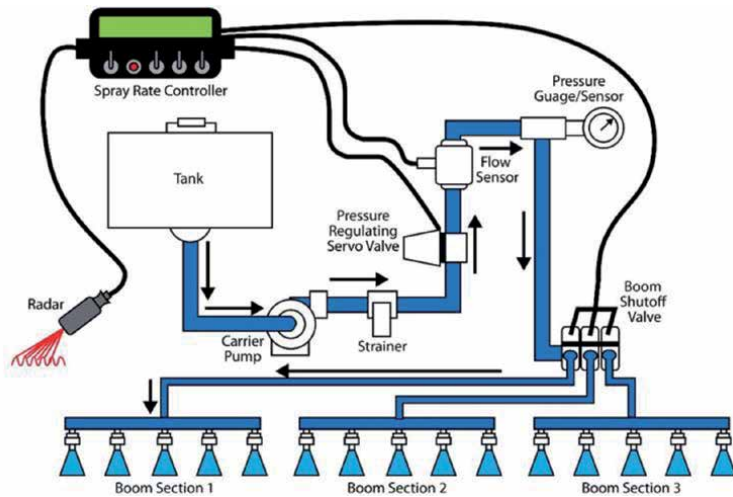 Spray Rate Controller
Pressure
Guage/Sensor
Tank
Flow
Sensor
Pressure
Regulating
Servo Valve
Radar
Carrier
Pump
Strainer
Boom
Shutoff
Valve
Boom Section 1
Boom Section 2
Boom Section 3